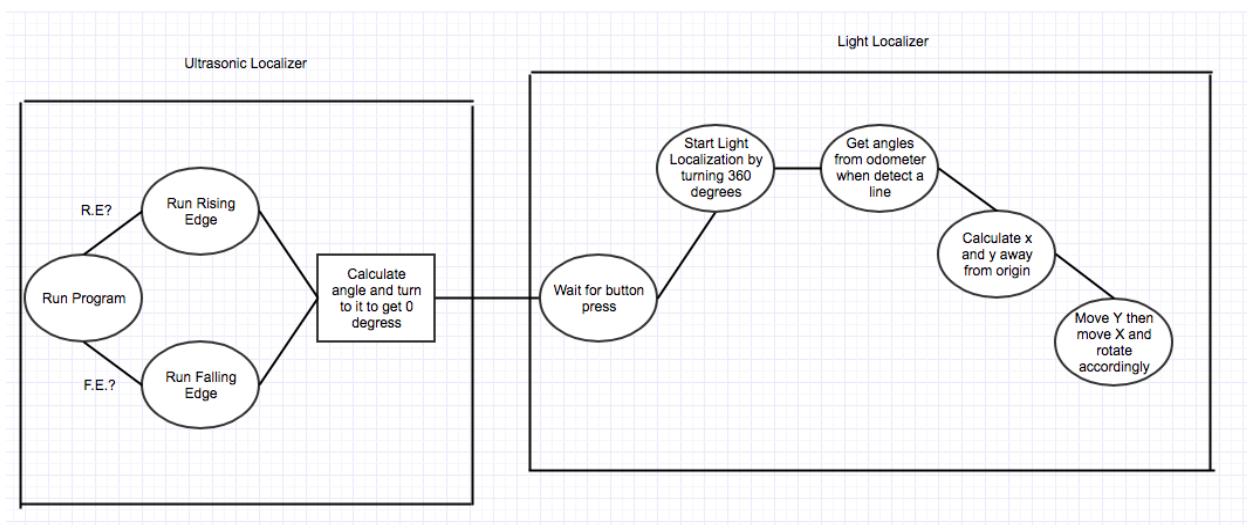 Ultrasonic Localizer
R.E?
Run Rising
Edge
Run Program
F.E.?
Run Falling
Edge
Calculate
angle and turn
to it to get 0
degress
Light Localizer
Wait for button
press
Start Light
Localization by
turning 360
degrees
Get angles
from odometer
when detect a
line
Calculate x
and y away
from origin
Move Y then
move X and
rotate
accordingly